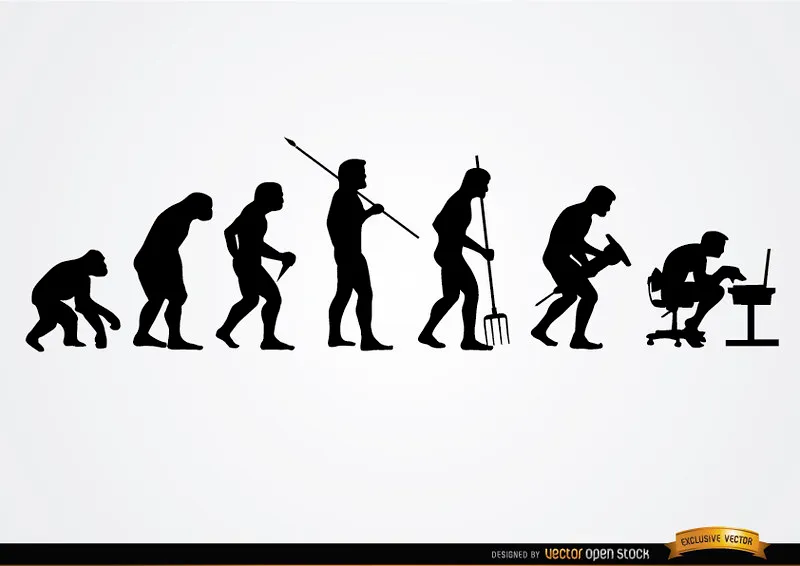 EXCLUSIVE VECTOR
DESIGNED BY vector open stock